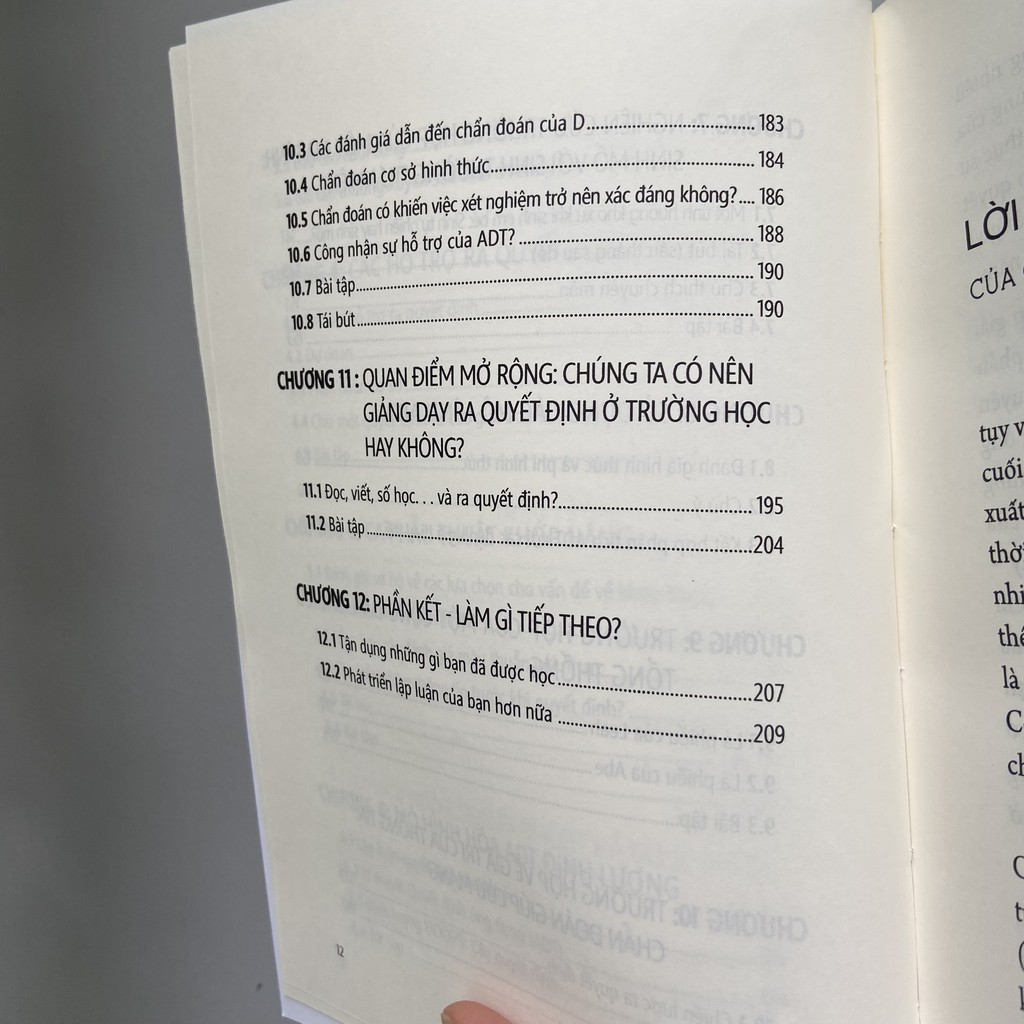 10.3 Các đánh giá dẫn đến chẩn đoán của D........................................ 183
10.4 Chẩn đoán cơ sở hình thức................................................................ 184
10.5 Chẩn đoán có khiến việc xét nghiệm trở nên xác đáng không?.... 186
10.6 Công nhận sự hỗ trợ của ADT? ......................................................... 188
10.7 Bài tập................................................................................................ 190
10.8 Tái bút................................................................................................ 190
CHƯƠNG 11 : QUAN ĐIỂM MỞ RỘNG: CHÚNG TA CÓ NÊN
GIẢNG DẠY RA QUYẾT ĐỊNH Ở TRƯỜNG HỌC
HAY KHÔNG?
11.1 Đọc, viết, số học. . . và ra quyết định?................................................195
11.2 Bài tập................................................................................................204
CHƯƠNG 12: PHẦN KẾT - LÀM GÌ TIẾP THEO?
12.1 Tận dụng những gì bạn đã được học................................................207
12.2 Phát triển lập luận của bạn hơn nữa ................................................209
12
LỜI
CỦA
tụy v
cuối
xuất
thời
nhi
thể
là